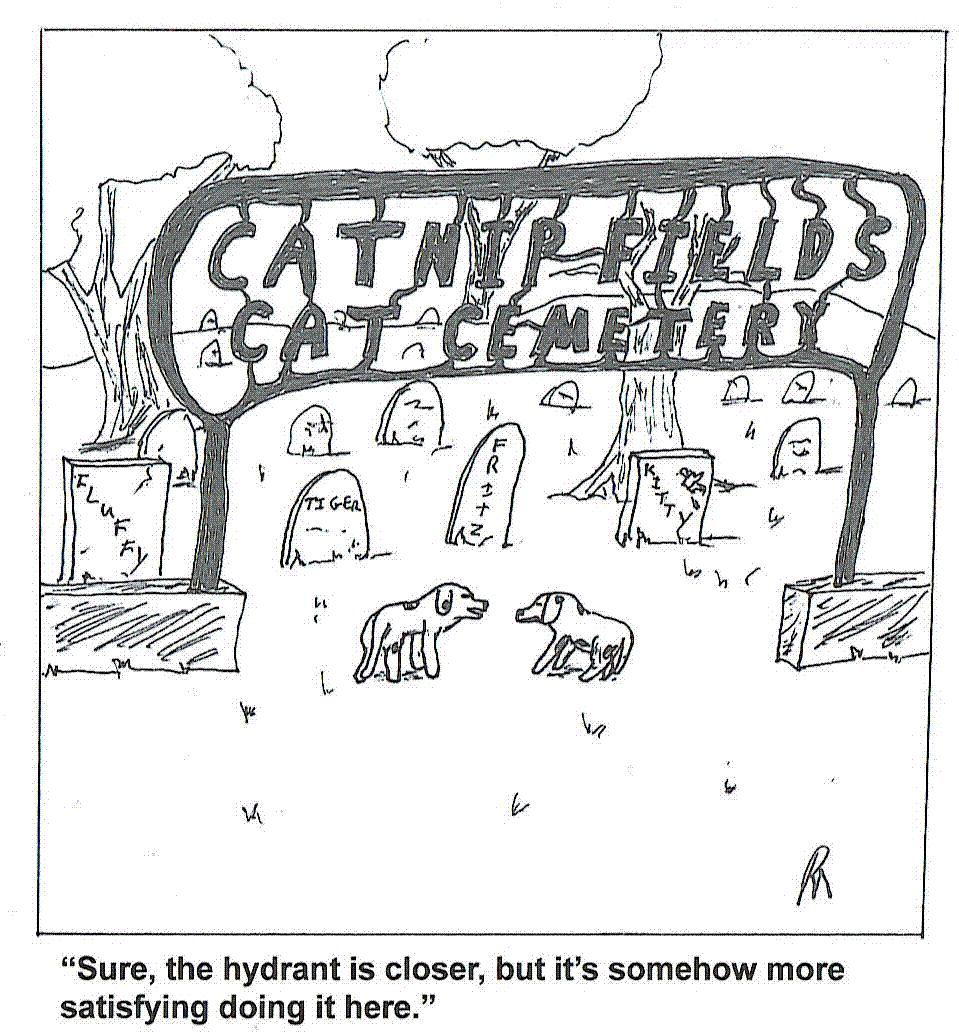 CATNIP FIELDS
CAT CEMETERY
FLUFFY
TIGER
FRITZ
KITTY
“Sure, the hydrant is closer, but it’s somehow more
satisfying doing it here.”